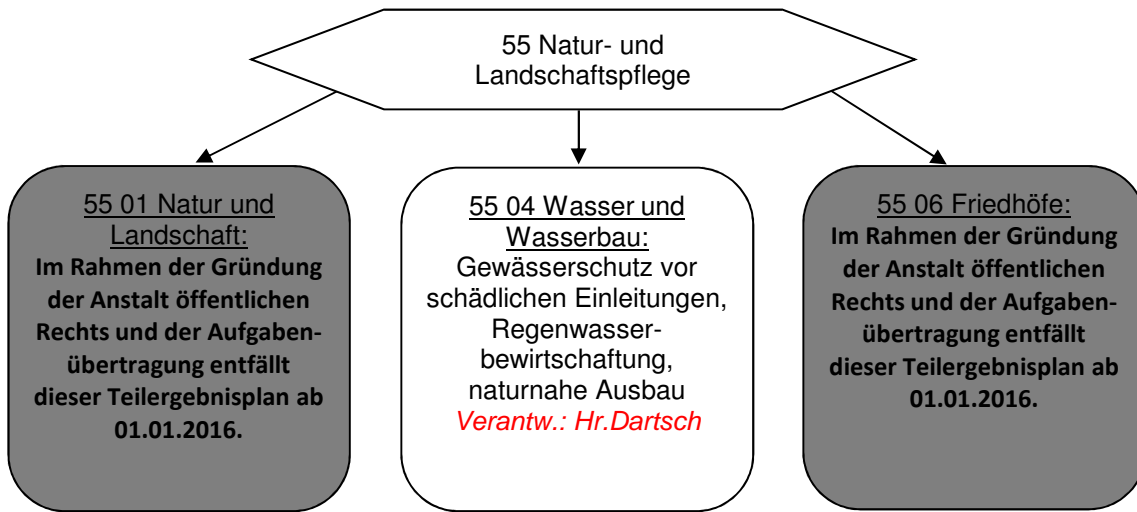 55 Natur- und
Landschaftspflege
55 01 Natur und
Landschaft:
Im Rahmen der Gründung
der Anstalt öffentlichen
Rechts und der Aufgaben-
übertragung entfällt
dieser Teilergebnisplan ab
01.01.2016.
55 04 Wasser und
Wasserbau:
Gewässerschutz vor
schädlichen Einleitungen,
Regenwasser-
bewirtschaftung,
naturnahe Ausbau
Verantw.: Hr.Dartsch
55 06 Friedhöfe:
Im Rahmen der Gründung
der Anstalt öffentlichen
Rechts und der Aufgaben-
übertragung entfällt
dieser Teilergebnisplan ab
01.01.2016.